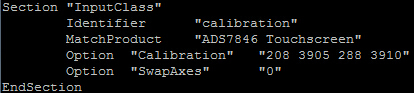 Section "InputClass"
        Identifier      "calibration"
        MatchProduct    "ADS7846 Touchscreen"
        Option  "Calibration"   "208 3905 288 3910"
        Option  "SwapAxes"      "0"
EndSection